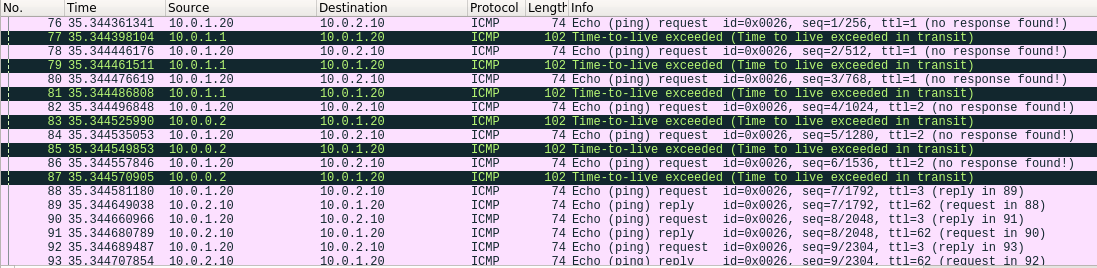 No. Time Source Destination Protocol Length Info
76 35.344361341 10.0.1.20 10.0.2.10 ICMP 74 Echo (ping) request id=0x0026, seq=1/256, ttl=1 (no response found!)
77 35.344398104 10.0.1.1 10.0.1.20 ICMP 102 Time-to-live exceeded (Time to live exceeded in transit)
78 35.344446176 10.0.1.20 10.0.2.10 ICMP 74 Echo (ping) request id=0x0026, seq=2/512, ttl=1 (no response found!)
79 35.344461511 10.0.1.1 10.0.1.20 ICMP 102 Time-to-live exceeded (Time to live exceeded in transit)
80 35.344476619 10.0.1.20 10.0.2.10 ICMP 74 Echo (ping) request id=0x0026, seq=3/768, ttl=1 (no response found!)
81 35.344486808 10.0.1.1 10.0.1.20 ICMP 102 Time-to-live exceeded (Time to live exceeded in transit)
82 35.344496848 10.0.1.20 10.0.2.10 ICMP 74 Echo (ping) request id=0x0026, seq=4/1024, ttl=2 (no response found!)
83 35.344525990 10.0.0.2 10.0.1.20 ICMP 102 Time-to-live exceeded (Time to live exceeded in transit)
84 35.344535053 10.0.1.20 10.0.2.10 ICMP 74 Echo (ping) request id=0x0026, seq=5/1280, ttl=2 (no response found!)
85 35.344549853 10.0.0.2 10.0.1.20 ICMP 102 Time-to-live exceeded (Time to live exceeded in transit)
86 35.344557846 10.0.1.20 10.0.2.10 ICMP 74 Echo (ping) request id=0x0026, seq=6/1536, ttl=2 (no response found!)
87 35.344570905 10.0.0.2 10.0.1.20 ICMP 102 Time-to-live exceeded (Time to live exceeded in transit)
88 35.344581180 10.0.1.20 10.0.2.10 ICMP 74 Echo (ping) request id=0x0026, seq=7/1792, ttl=3 (reply in 89)
89 35.344649038 10.0.2.10 10.0.1.20 ICMP 74 Echo (ping) reply id=0x0026, seq=7/1792, ttl=62 (request in 88)
90 35.344660966 10.0.1.20 10.0.2.10 ICMP 74 Echo (ping) request id=0x0026, seq=8/2048, ttl=3 (reply in 91)
91 35.344680789 10.0.2.10 10.0.1.20 ICMP 74 Echo (ping) reply id=0x0026, seq=8/2048, ttl=62 (request in 90)
92 35.344689487 10.0.1.20 10.0.2.10 ICMP 74 Echo (ping) request id=0x0026, seq=9/2304, ttl=3 (reply in 93)
93 35.344707854 10.0.2.10 10.0.1.20 ICMP 74 Echo (ping) reply id=0x0026, seq=9/2304, ttl=62 (request in 92)